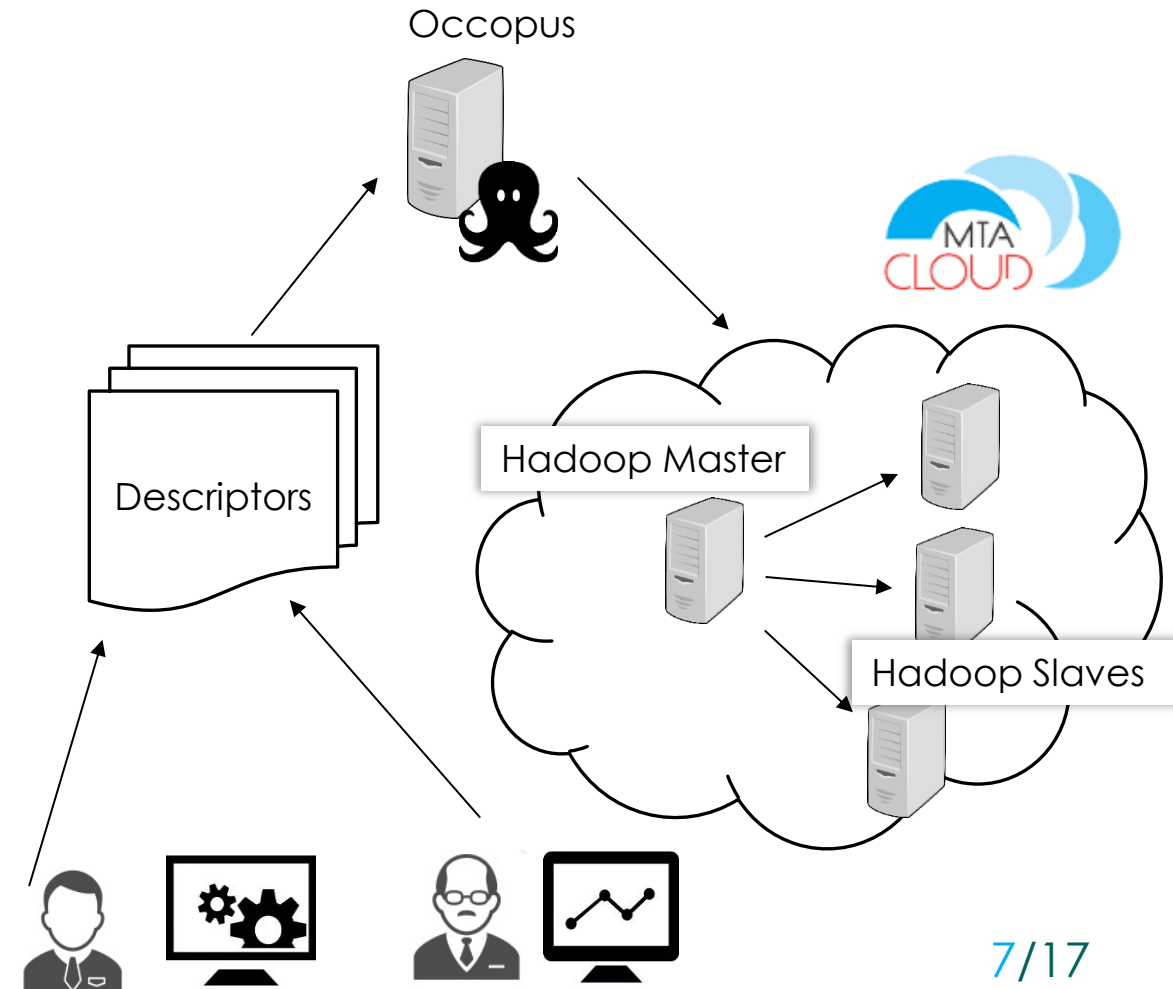 Occopus
MTA
CLOUD
Hadoop Master
Descriptors
Hadoop Slaves
7/17